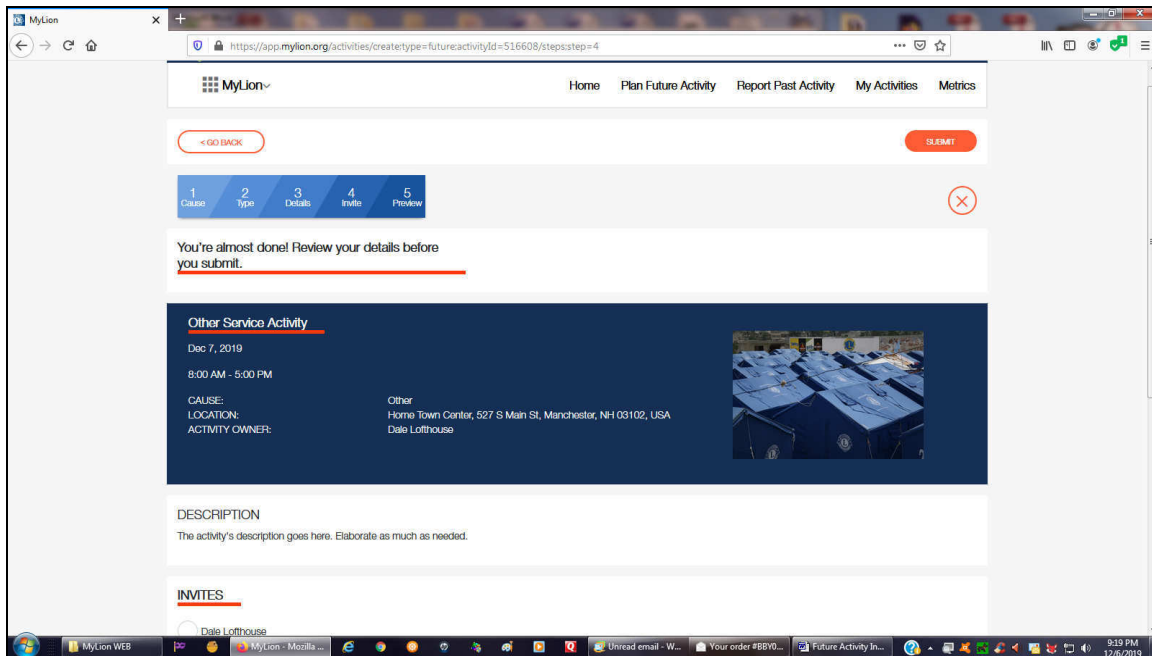 MyLion
https://app.mylion.org/activities/create;type=future;activityId=516608/steps;step=4
MyLion
Home Plan Future Activity Report Past Activity My Activities Metrics
< GO BACK
SUBMIT
1 2 3 4 5
Cause Type Details Invite Preview
You're almost done! Review your details before
you submit.
Other Service Activity
Dec 7, 2019
8:00 AM - 5:00 PM
CAUSE: Other
LOCATION: Home Town Center, 527 S Main St, Manchester, NH 03102, USA
ACTIVITY OWNER: Dale Lofthouse
DESCRIPTION
The activity's description goes here. Elaborate as much as needed.
INVITES
Dale Lofthouse
MyLion WEB MyLion - Mozilla ... Unread email - W... Your order #BBY0... Future Activity In... 9:19 PM
12/6/2019